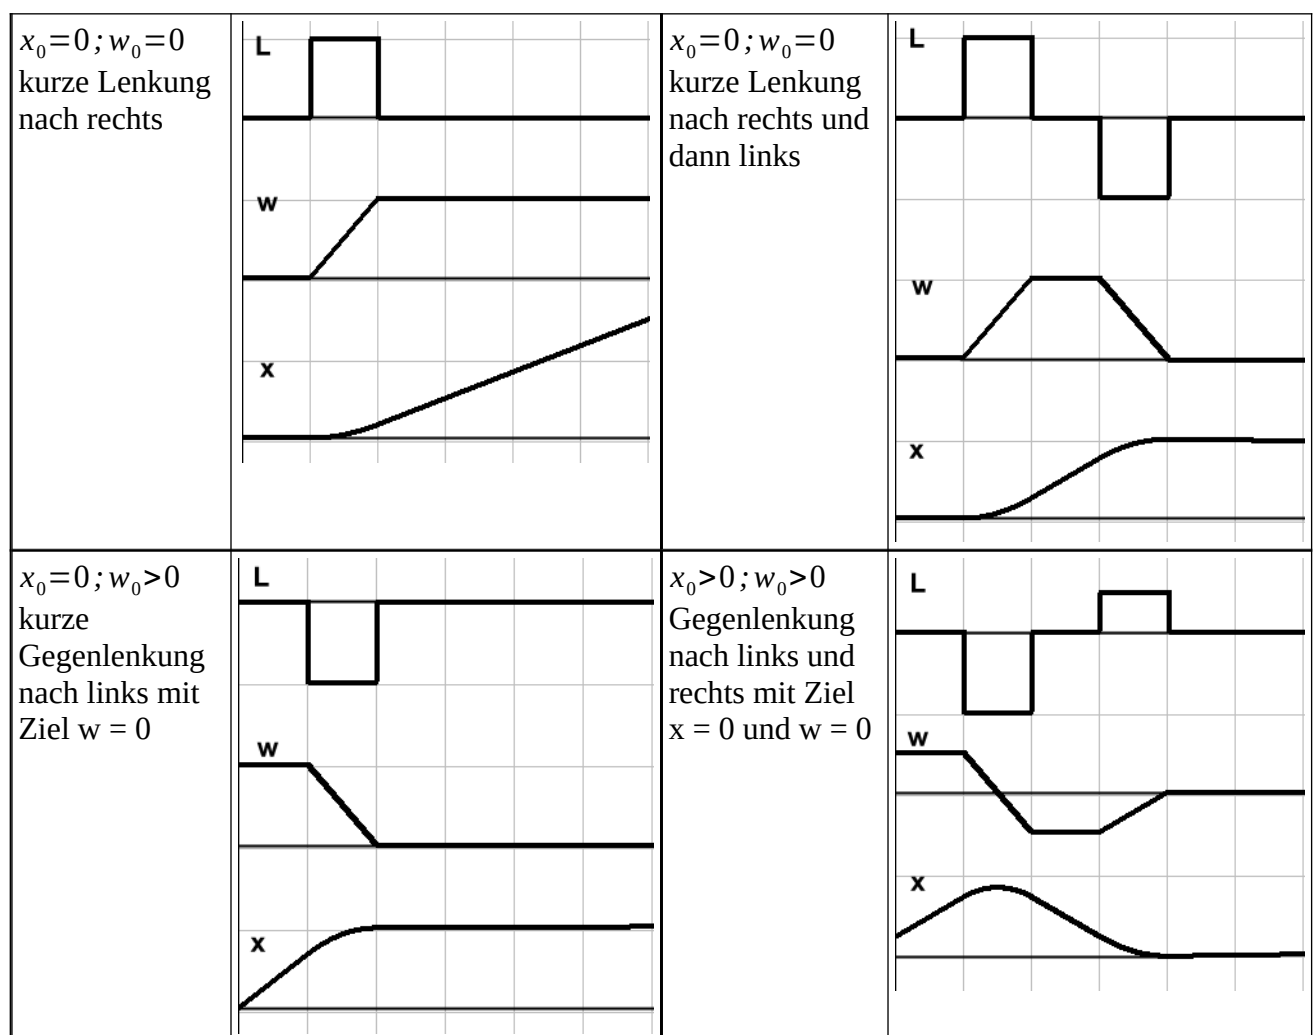 x₀=0; w₀=0
kurze Lenkung
nach rechts
L
w
x
x₀=0; w₀=0
kurze Lenkung
nach rechts und
dann links
L
w
x
x₀=0; w₀>0
kurze
Gegenlenkung
nach links mit
Ziel w = 0
L
w
x
x₀>0; w₀>0
Gegenlenkung
nach links und
rechts mit Ziel
x = 0 und w = 0
L
w
x